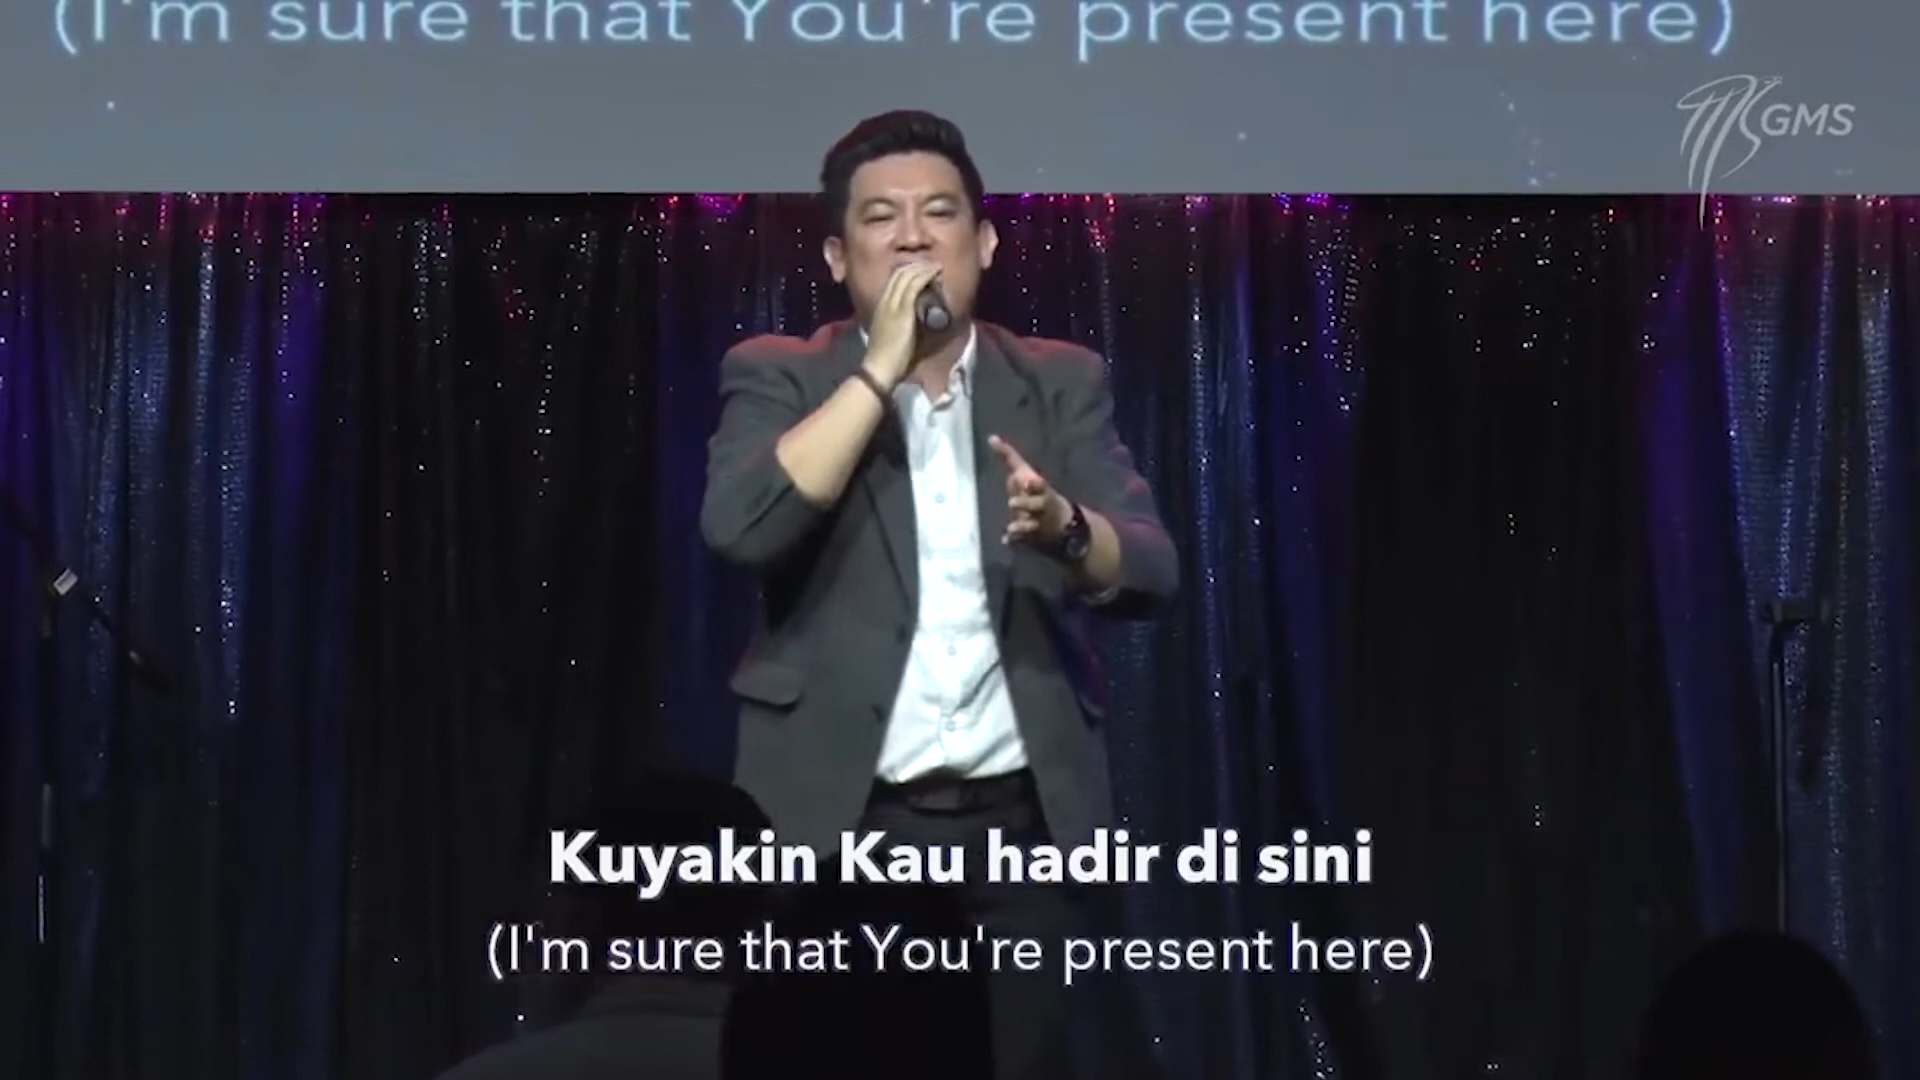 (I'm sure that You're present here)
GMS
Kuyakin Kau hadir di sini
(I'm sure that You're present here)